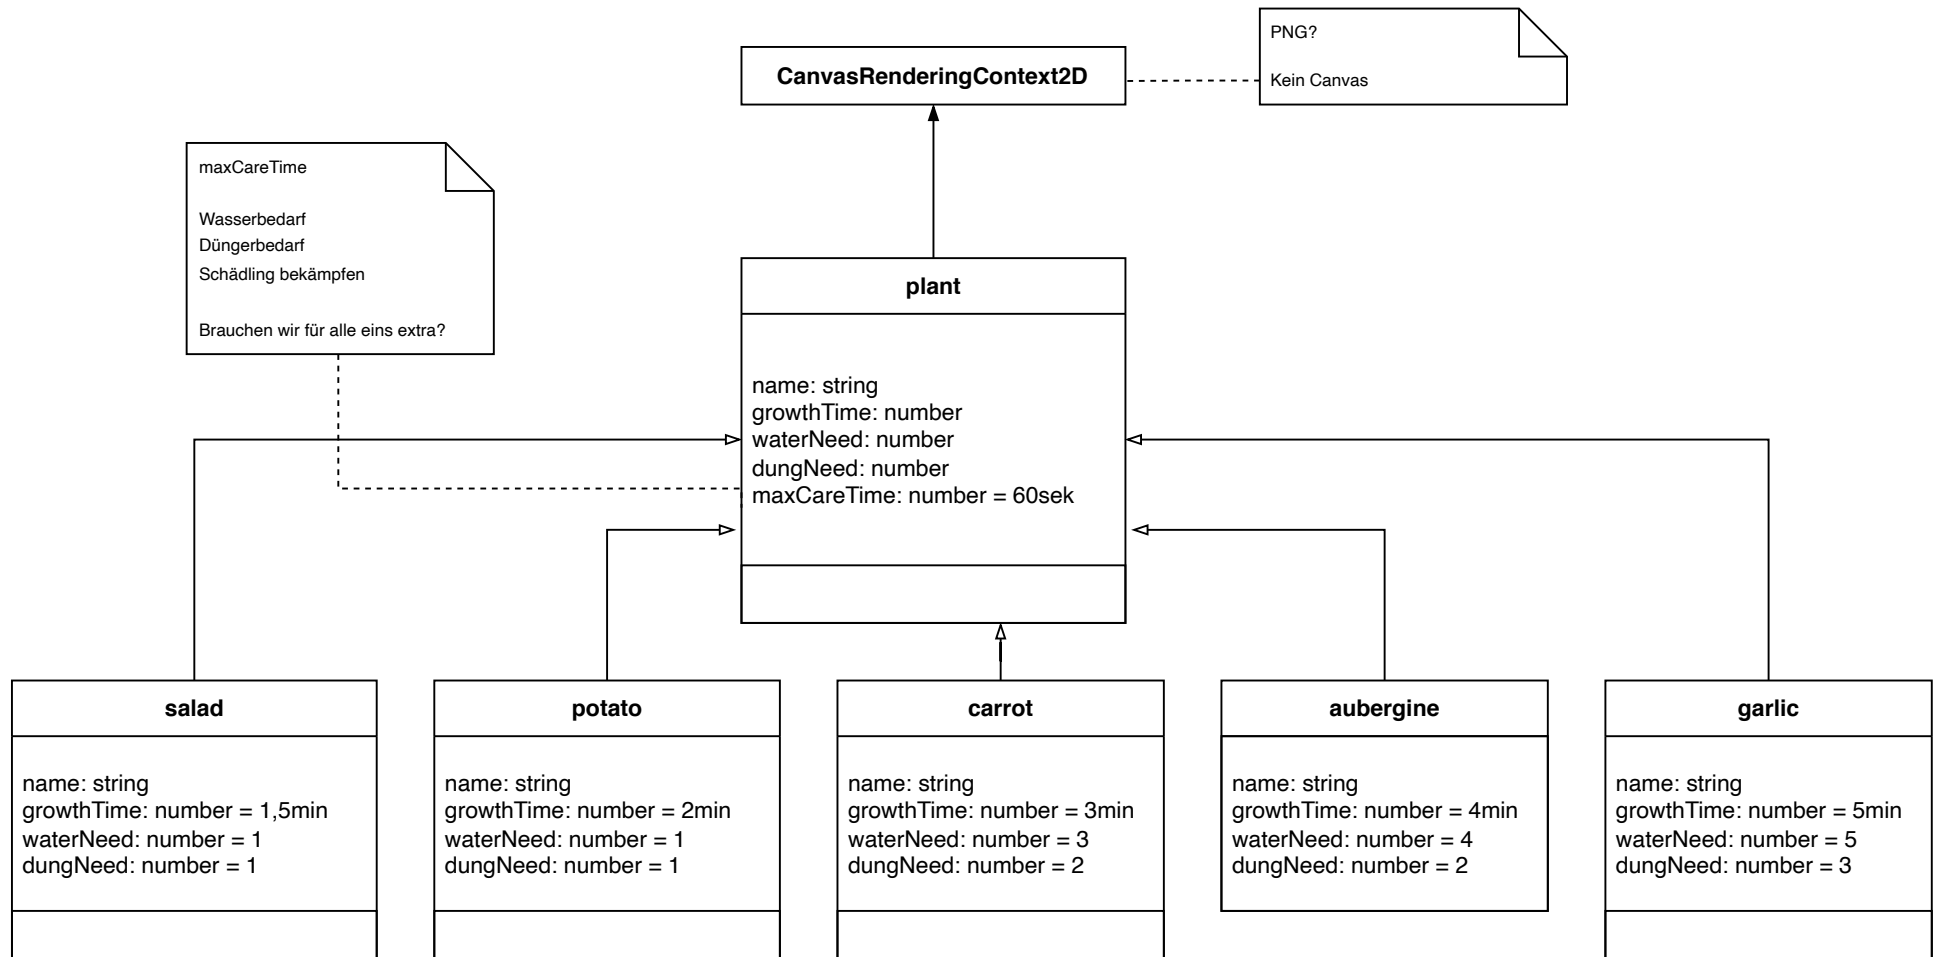 PNG?
Kein Canvas
CanvasRenderingContext2D
maxCareTime
Wasserbedarf
Düngerbedarf
Schädling bekämpfen
Brauchen wir für alle eins extra?
plant
name: string
growthTime: number
waterNeed: number
dungNeed: number
maxCareTime: number = 60sek
salad
name: string
growthTime: number = 1,5min
waterNeed: number = 1
dungNeed: number = 1
potato
name: string
growthTime: number = 2min
waterNeed: number = 1
dungNeed: number = 1
carrot
name: string
growthTime: number = 3min
waterNeed: number = 3
dungNeed: number = 2
aubergine
name: string
growthTime: number = 4min
waterNeed: number = 4
dungNeed: number = 2
garlic
name: string
growthTime: number = 5min
waterNeed: number = 5
dungNeed: number = 3